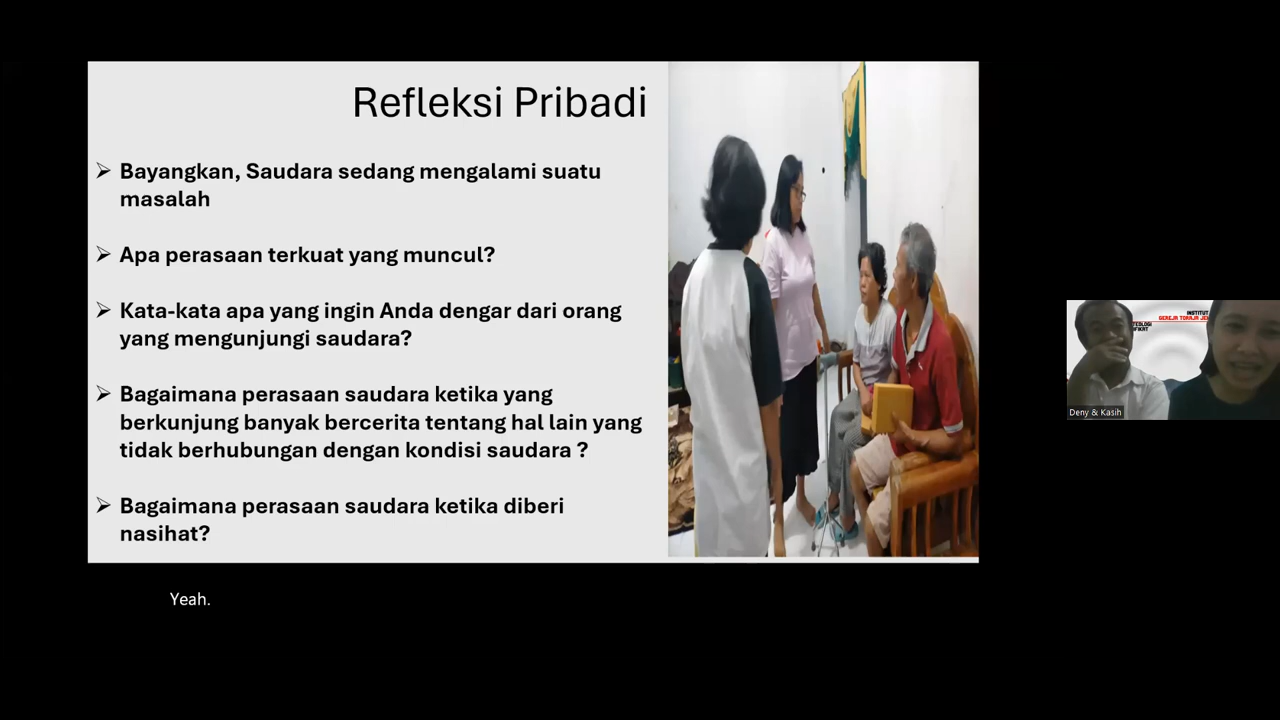 Refleksi Pribadi
➢ Bayangkan, Saudara sedang mengalami suatu
masalah
➢ Apa perasaan terkuat yang muncul?
➢ Kata-kata apa yang ingin Anda dengar dari orang
yang mengunjungi saudara?
➢ Bagaimana perasaan saudara ketika yang
berkunjung banyak bercerita tentang hal lain yang
tidak berhubungan dengan kondisi saudara ?
➢ Bagaimana perasaan saudara ketika diberi
nasihat?
INSTITUT
TEOLOGI
GEREJA TORAJA
Deny & Kasih
Yeah.